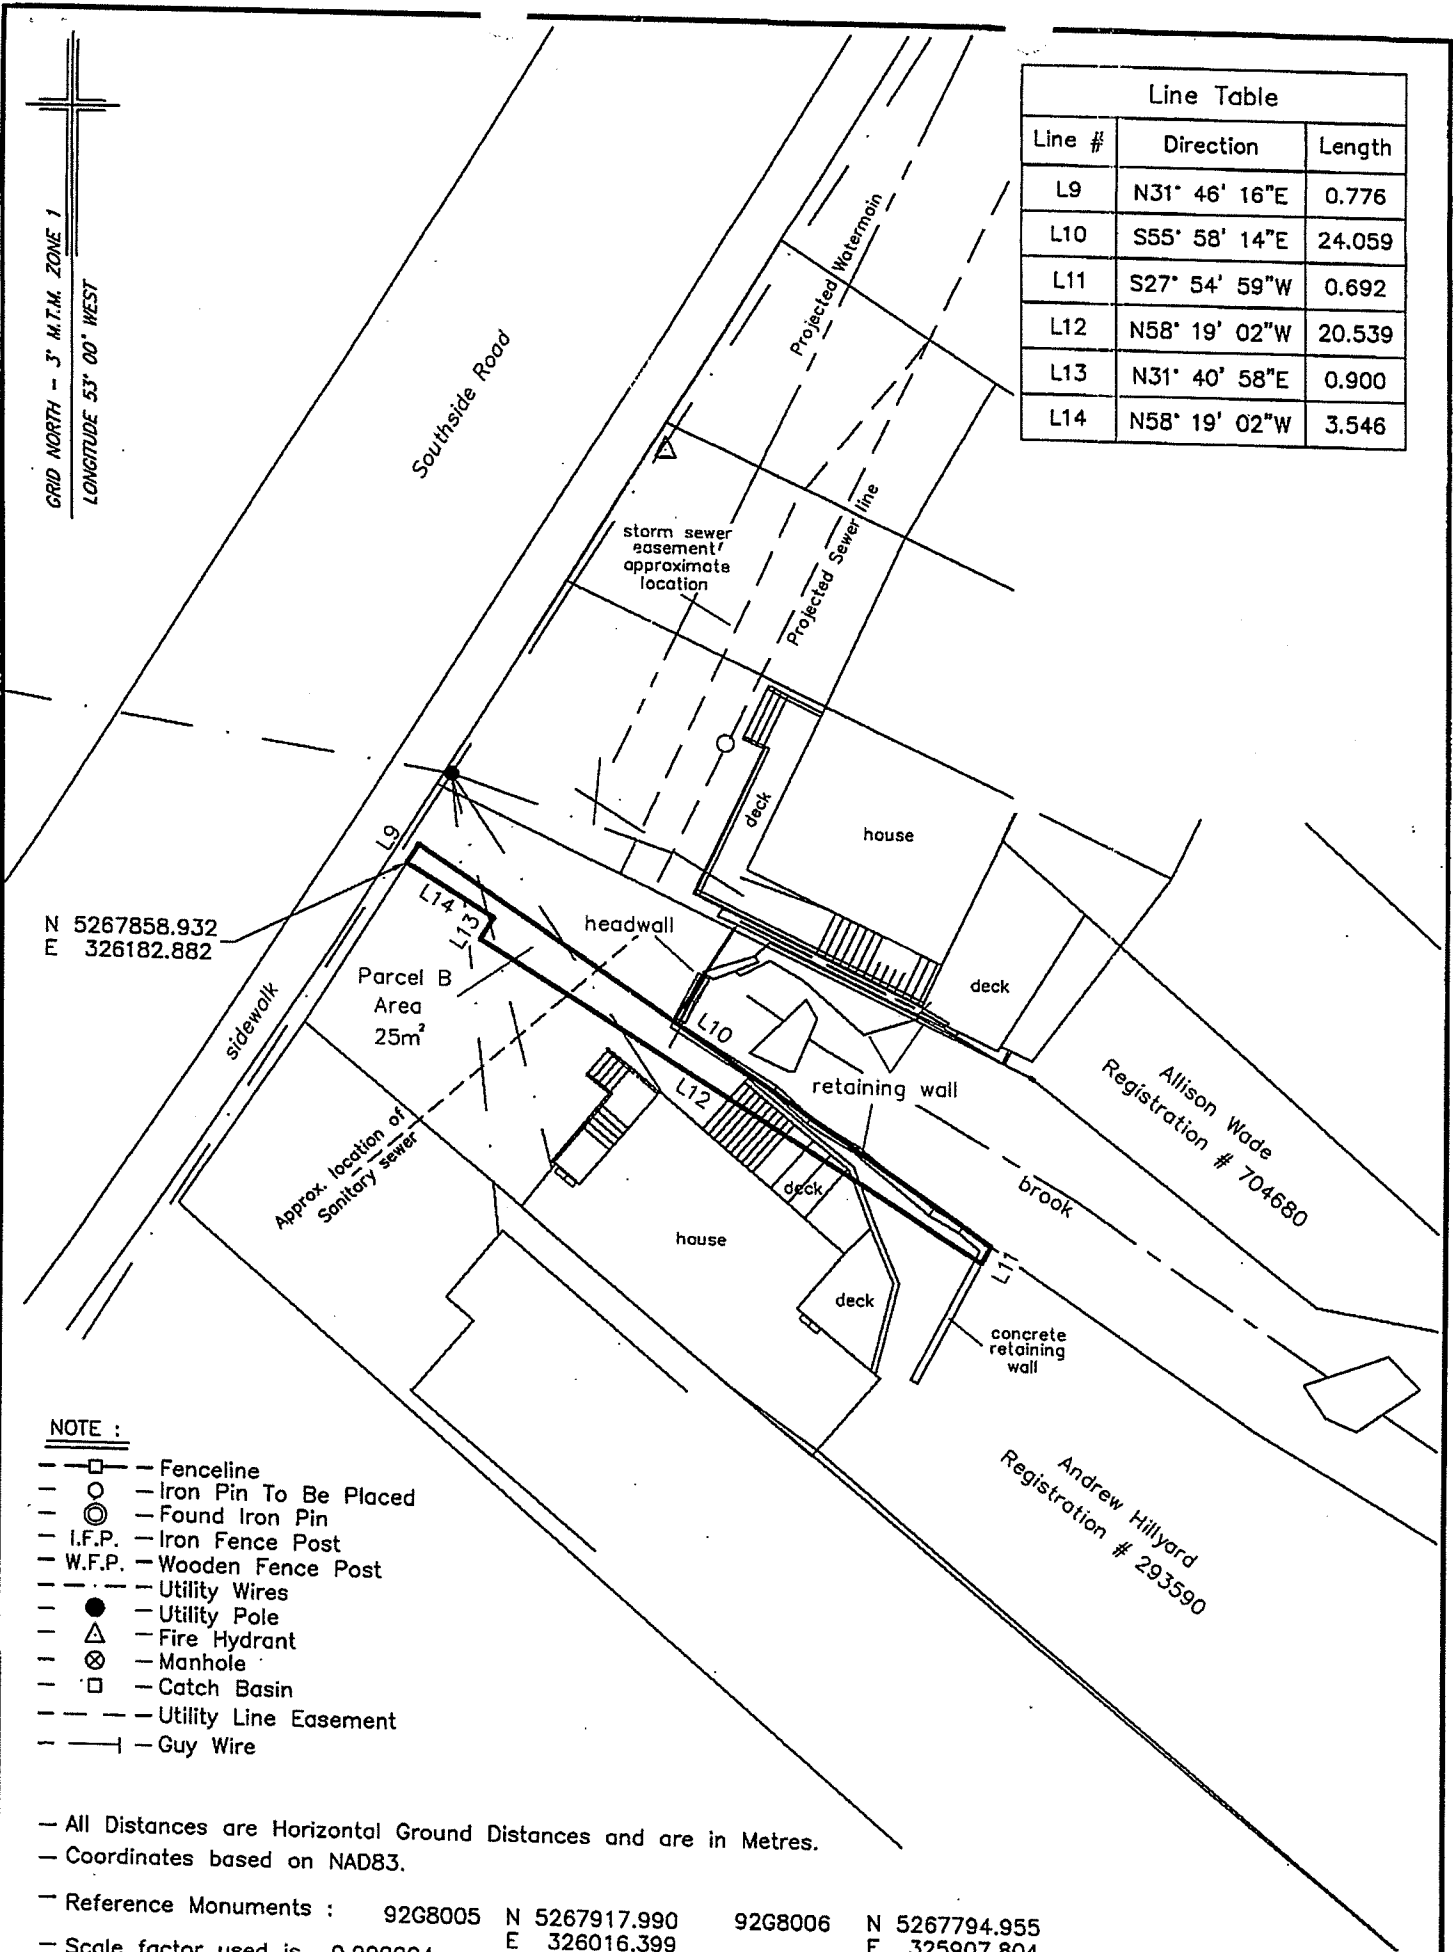 GRID NORTH - 3° M.T.M. ZONE 1
LONGITUDE 53° 00' WEST
Line Table
Line # Direction Length
L9 N31° 46' 16"E 0.776
L10 S55° 58' 14"E 24.059
L11 S27° 54' 59"W 0.692
L12 N58° 19' 02"W 20.539
L13 N31° 40' 58"E 0.900
L14 N58° 19' 02"W 3.546
Southside Road
Projected Watermain
storm sewer
easement
approximate
location
Projected Sewer line
deck
house
L9
L14
L13
headwall
N 5267858.932
E 326182.882
Parcel B
Area
25m²
deck
sidewalk
L10
L12
retaining wall
Allison Wade
Registration # 704680
Approx. location of
Sanitary sewer
deck
brook
house
L11
deck
concrete
retaining
wall
Andrew Hillyard
Registration # 293590
NOTE :
— Fenceline
— Iron Pin To Be Placed
— Found Iron Pin
— I.F.P. — Iron Fence Post
— W.F.P. — Wooden Fence Post
— Utility Wires
— Utility Pole
— Fire Hydrant
— Manhole
— Catch Basin
— Utility Line Easement
— Guy Wire
— All Distances are Horizontal Ground Distances and are in Metres.
— Coordinates based on NAD83.
— Reference Monuments : 92G8005 N 5267917.990 92G8006 N 5267794.955
E 326016.399 E 325907.804
— Scale factor used is